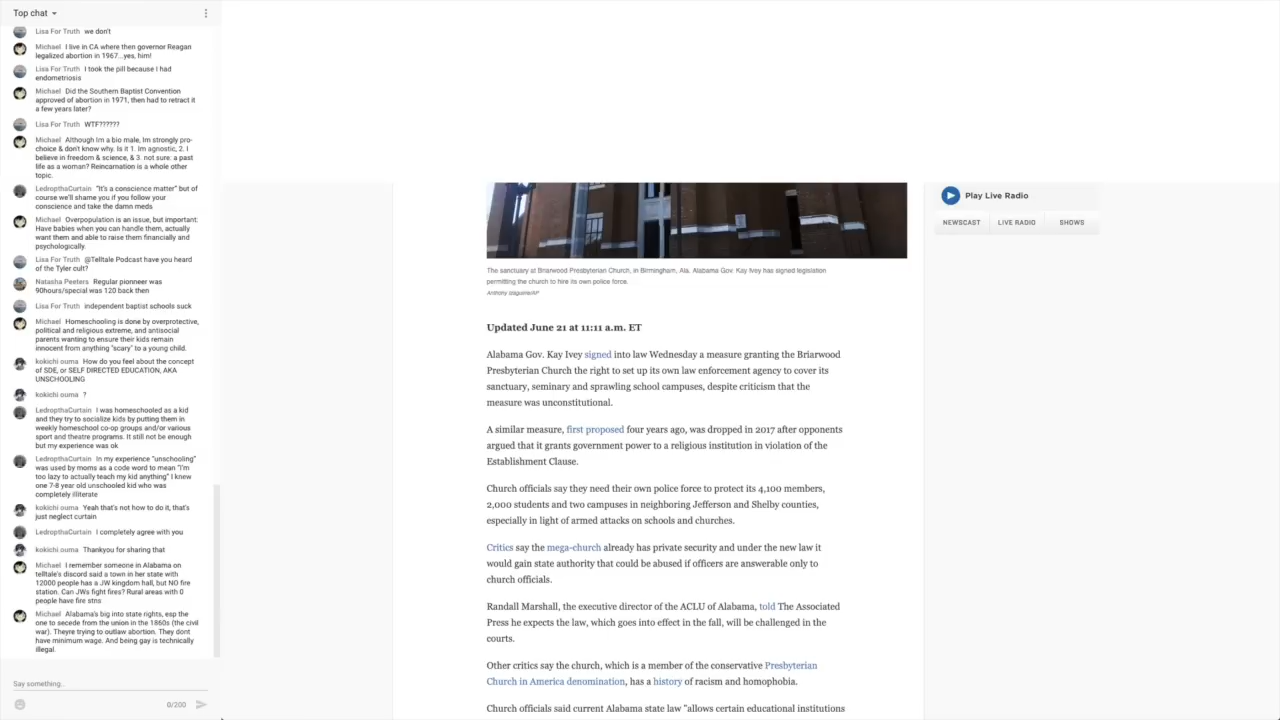 Top chat
Lisa For Truth we don't
Michael I live in CA where then governor Reagan
legalized abortion in 1967...yes, him!
Lisa For Truth I took the pill because I had
endometriosis
Michael Did the Southern Baptist Convention
approved of abortion in 1971, then had to retract it
a few years later?
Lisa For Truth WTF??????
Michael Although Im a bio male, Im strongly pro-
choice & don't know why. Is it 1. Im agnostic, 2. I
believe in freedom & science, & 3. not sure: a past
life as a woman? Reincarnation is a whole other
topic.
LedropthaCurtain "It's a conscience matter" but of
course we'll shame you if you follow your
conscience and take the damn meds
Michael Overpopulation is an issue, but important:
Have babies when you can handle them, actually
want them and able to raise them financially and
psychologically.
Lisa For Truth @Telltale Podcast have you heard
of the Tyler cult?
Natasha Peeters Regular pionneer was
90hours/special was 120 back then
Lisa For Truth independent baptist schools suck
Michael Homeschooling is done by overprotective,
political and religious extreme, and antisocial
parents wanting to ensure their kids remain
innocent from anything "scary" to a young child.
kokichi ouma How do you feel about the concept
of SDE, or SELF DIRECTED EDUCATION, AKA
UNSCHOOLING
kokichi ouma ?
LedropthaCurtain I was homeschooled as a kid
and they try to socialize kids by putting them in
weekly homeschool co-op groups and/or various
sport and theatre programs. It still not be enough
but my experience was ok
LedropthaCurtain In my experience "unschooling"
was used by moms as a code word to mean "I'm
too lazy to actually teach my kid anything" I knew
one 7-8 year old unschooled kid who was
completely illiterate
kokichi ouma Yeah that's not how to do it, that's
just neglect curtain
LedropthaCurtain I completely agree with you
kokichi ouma Thankyou for sharing that
Michael I remember someone in Alabama on
telltale's discord said a town in her state with
12000 people has a JW kingdom hall, but NO fire
station. Can JWs fight fires? Rural areas with 0
people have fire stns
Michael Alabama's big into state rights, esp the
one to secede from the union in the 1860s (the civil
war). Theyre trying to outlaw abortion. They dont
have minimum wage. And being gay is technically
illegal.
Say something...
0/200
The sanctuary at Briarwood Presbyterian Church, in Birmingham, Ala. Alabama Gov. Kay Ivey has signed legislation
permitting the church to hire its own police force.
Anthony Izaguirre/AP
Updated June 21 at 11:11 a.m. ET
Alabama Gov. Kay Ivey signed into law Wednesday a measure granting the Briarwood
Presbyterian Church the right to set up its own law enforcement agency to cover its
sanctuary, seminary and sprawling school campuses, despite criticism that the
measure was unconstitutional.
A similar measure, first proposed four years ago, was dropped in 2017 after opponents
argued that it grants government power to a religious institution in violation of the
Establishment Clause.
Church officials say they need their own police force to protect its 4,100 members,
2,000 students and two campuses in neighboring Jefferson and Shelby counties,
especially in light of armed attacks on schools and churches.
Critics say the mega-church already has private security and under the new law it
would gain state authority that could be abused if officers are answerable only to
church officials.
Randall Marshall, the executive director of the ACLU of Alabama, told The Associated
Press he expects the law, which goes into effect in the fall, will be challenged in the
courts.
Other critics say the church, which is a member of the conservative Presbyterian
Church in America denomination, has a history of racism and homophobia.
Church officials said current Alabama state law "allows certain educational institutions
Play Live Radio
NEWSCAST LIVE RADIO SHOWS